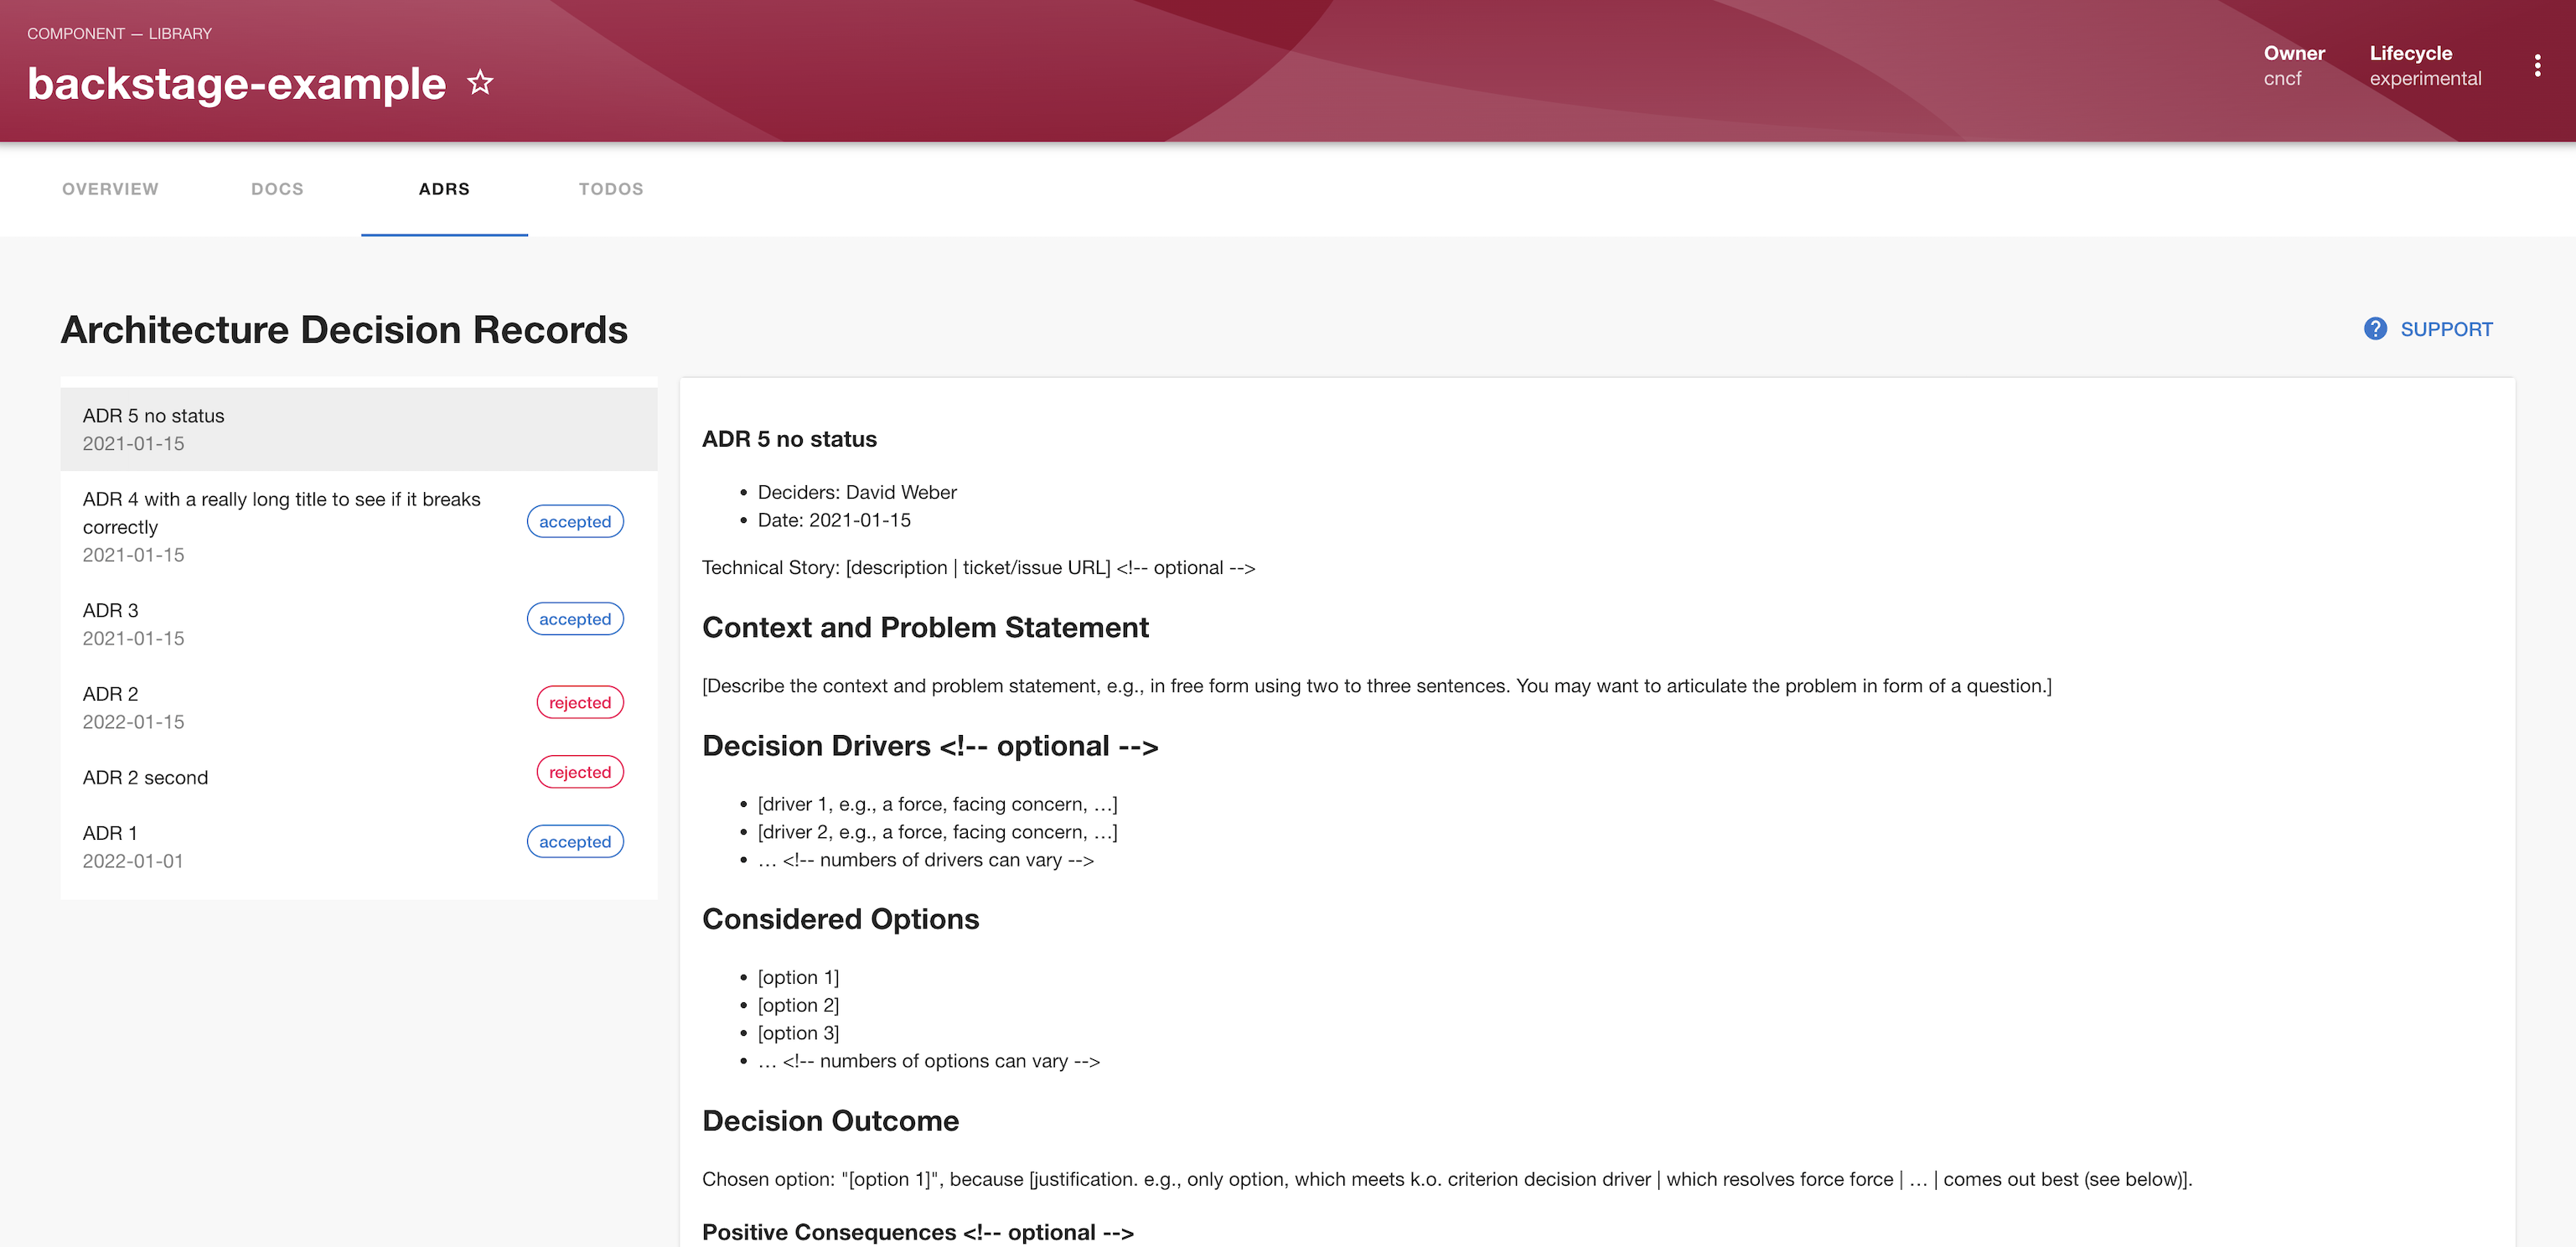 COMPONENT — LIBRARY
backstage-example
Owner
cncf
Lifecycle
experimental
OVERVIEW
DOCS
ADRS
TODOS
Architecture Decision Records
SUPPORT
ADR 5 no status
2021-01-15
ADR 4 with a really long title to see if it breaks
correctly
2021-01-15
accepted
ADR 3
2021-01-15
accepted
ADR 2
2022-01-15
rejected
ADR 2 second
rejected
ADR 1
2022-01-01
accepted
ADR 5 no status
• Deciders: David Weber
• Date: 2021-01-15
Technical Story: [description | ticket/issue URL] <!-- optional -->
Context and Problem Statement
[Describe the context and problem statement, e.g., in free form using two to three sentences. You may want to articulate the problem in form of a question.]
Decision Drivers <!-- optional -->
• [driver 1, e.g., a force, facing concern, …]
• [driver 2, e.g., a force, facing concern, …]
• … <!-- numbers of drivers can vary -->
Considered Options
• [option 1]
• [option 2]
• [option 3]
• … <!-- numbers of options can vary -->
Decision Outcome
Chosen option: "[option 1]", because [justification. e.g., only option, which meets k.o. criterion decision driver | which resolves force force | … | comes out best (see below)].
Positive Consequences <!-- optional -->